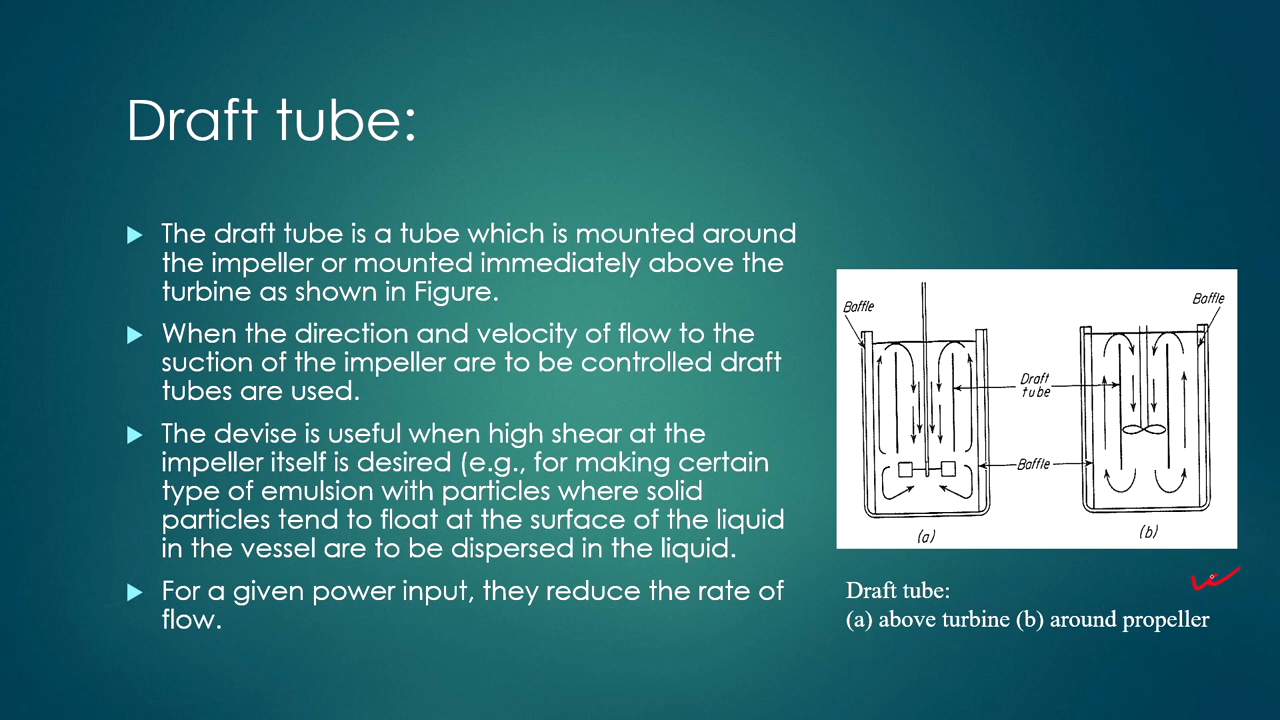 Draft tube:
The draft tube is a tube which is mounted around
the impeller or mounted immediately above the
turbine as shown in Figure.
When the direction and velocity of flow to the
suction of the impeller are to be controlled draft
tubes are used.
The devise is useful when high shear at the
impeller itself is desired (e.g., for making certain
type of emulsion with particles where solid
particles tend to float at the surface of the liquid
in the vessel are to be dispersed in the liquid.
For a given power input, they reduce the rate of
flow.
Baffle
Baffle
Draft
tube
Baffle
(a)
(b)
Draft tube:
(a) above turbine (b) around propeller